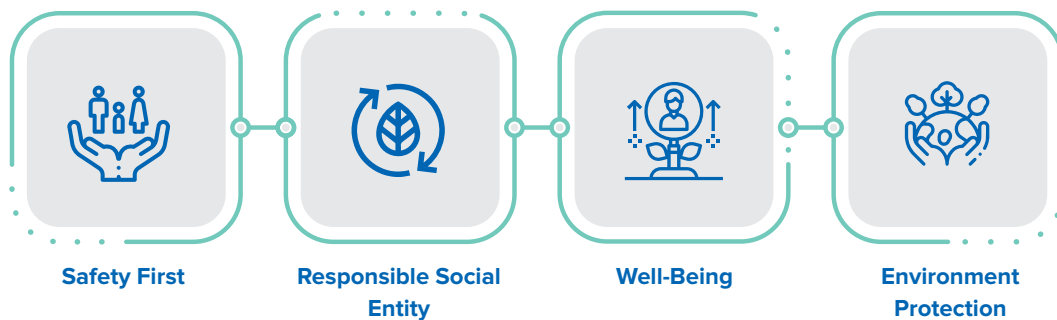 Safety First
Responsible Social
Entity
Well-Being
Environment
Protection